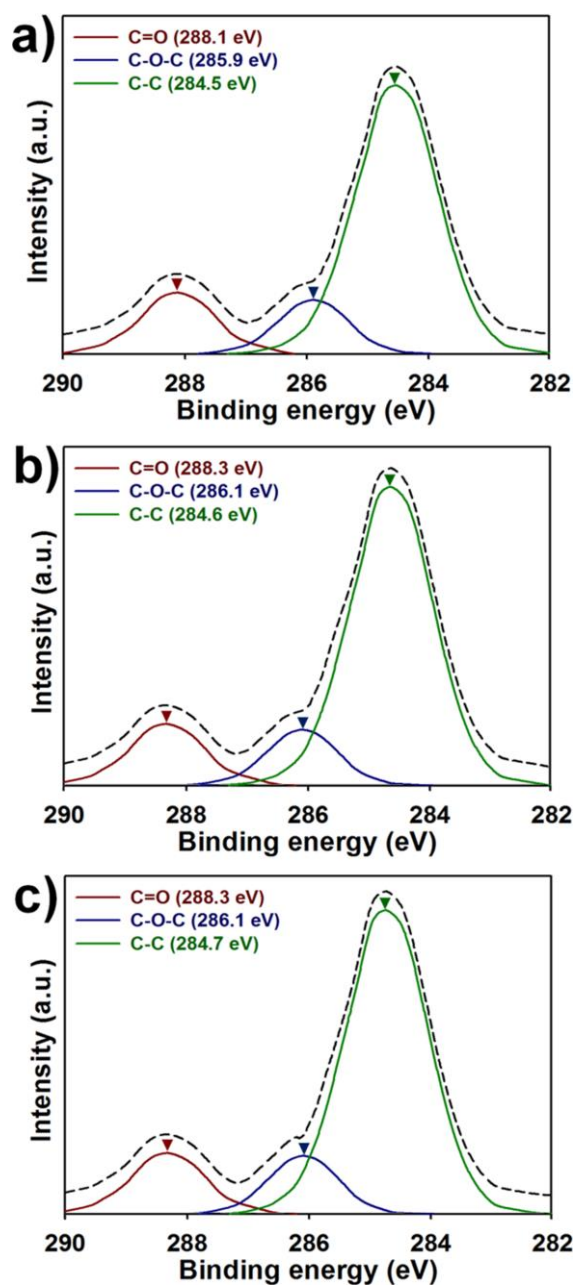 a)
C=O (288.1 eV)
C-O-C (285.9 eV)
C-C (284.5 eV)
Intensity (a.u.)
290 288 286 284 282
Binding energy (eV)
b)
C=O (288.3 eV)
C-O-C (286.1 eV)
C-C (284.6 eV)
Intensity (a.u.)
290 288 286 284 282
Binding energy (eV)
c)
C=O (288.3 eV)
C-O-C (286.1 eV)
C-C (284.7 eV)
Intensity (a.u.)
290 288 286 284 282
Binding energy (eV)